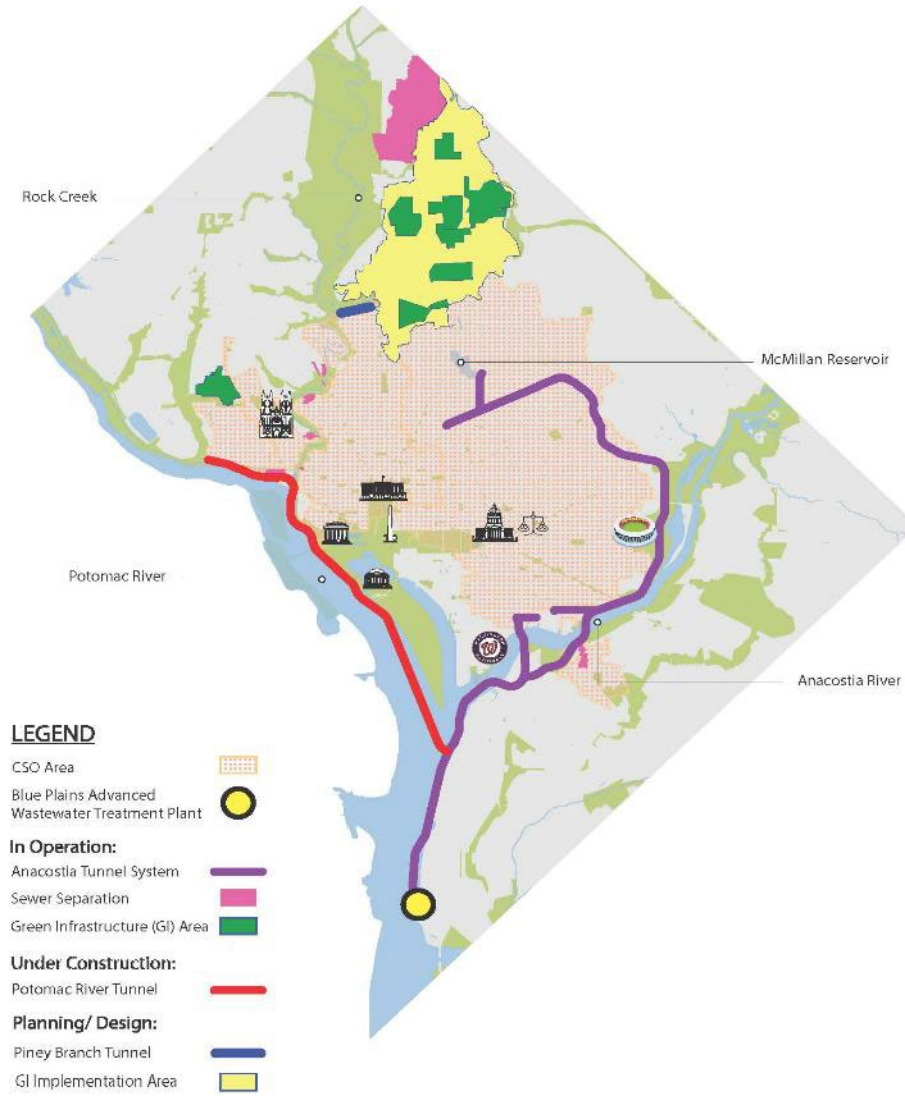 Rock Creek
McMillan Reservoir
Potomac River
Anacostia River
LEGEND
CSO Area
Blue Plains Advanced
Wastewater Treatment Plant
In Operation:
Anacostia Tunnel System
Sewer Separation
Green Infrastructure (GI) Area
Under Construction:
Potomac River Tunnel
Planning/ Design:
Piney Branch Tunnel
GI Implementation Area